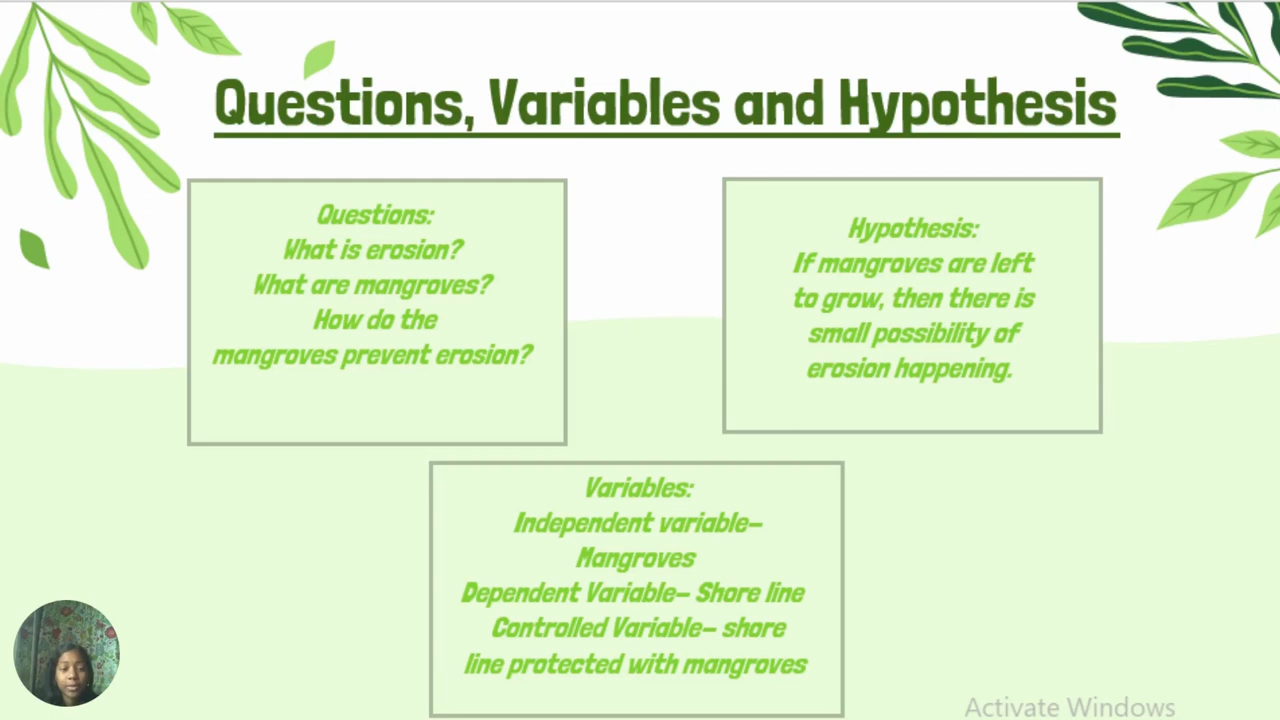 Questions, Variables and Hypothesis
Questions:
What is erosion?
What are mangroves?
How do the
mangroves prevent erosion?
Hypothesis:
If mangroves are left
to grow, then there is
small possibility of
erosion happening.
Variables:
Independent variable-
Mangroves
Dependent Variable- Shore line
Controlled Variable- shore
line protected with mangroves
Activate Windows